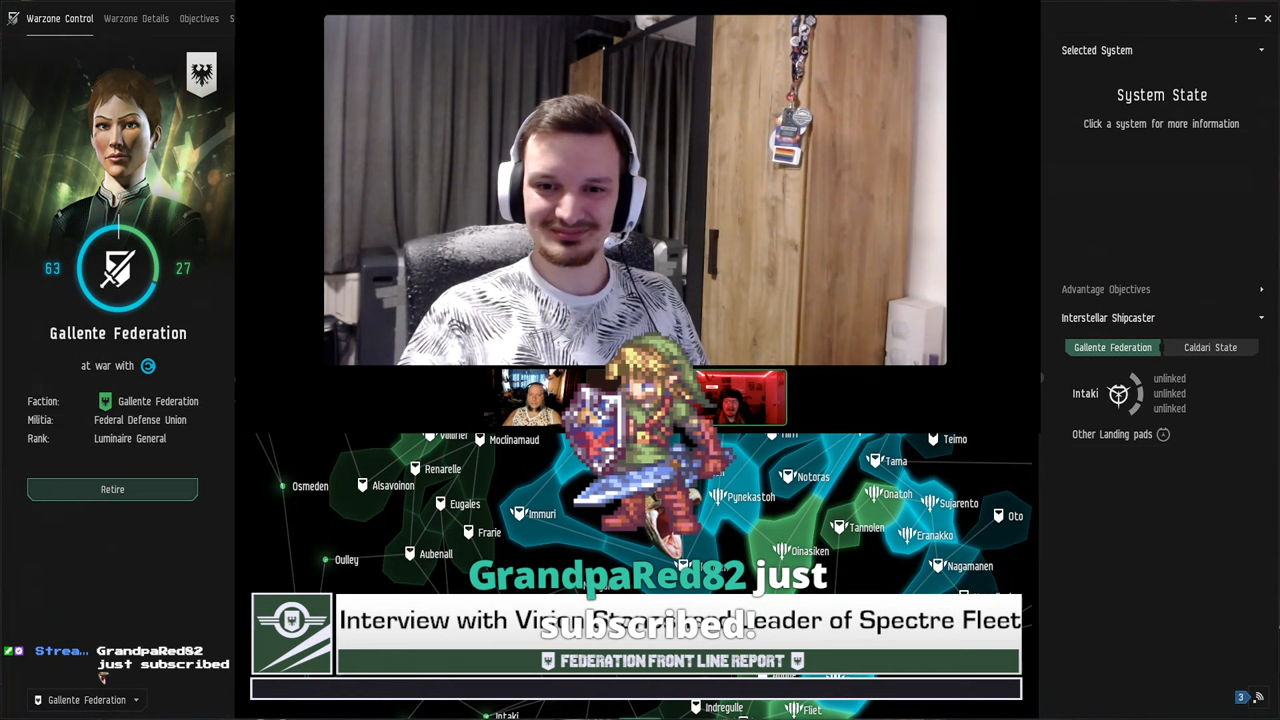 Warzone Control
Warzone Details
Objectives
S
63
27
Gallente Federation
at war with
Faction:
Gallente Federation
Militia:
Federal Defense Union
Rank:
Luminaire General
Retire
Strea...
GrandpaRed82
just subscribed
Gallente Federation
Selected System
System State
Click a system for more information
Advantage Objectives
Interstellar Shipcaster
Gallente Federation
Caldari State
Intaki
unlinked
unlinked
unlinked
Other Landing pads
3
Moclinamaud
Renarelle
Alsavoinon
Osmeden
Eugales
Frarie
Aubenall
Oulley
Immuri
Pynekastoh
Notoras
Tama
Teimo
Onatoh
Sujarento
Oto
Tannolen
Eranakko
Oinasiken
Nagamanen
GrandpaRed82 just
subscribed!
Interview with
Leader of Spectre Fleet
FEDERATION FRONT LINE REPORT
Intaki
Indregulle
Fliet